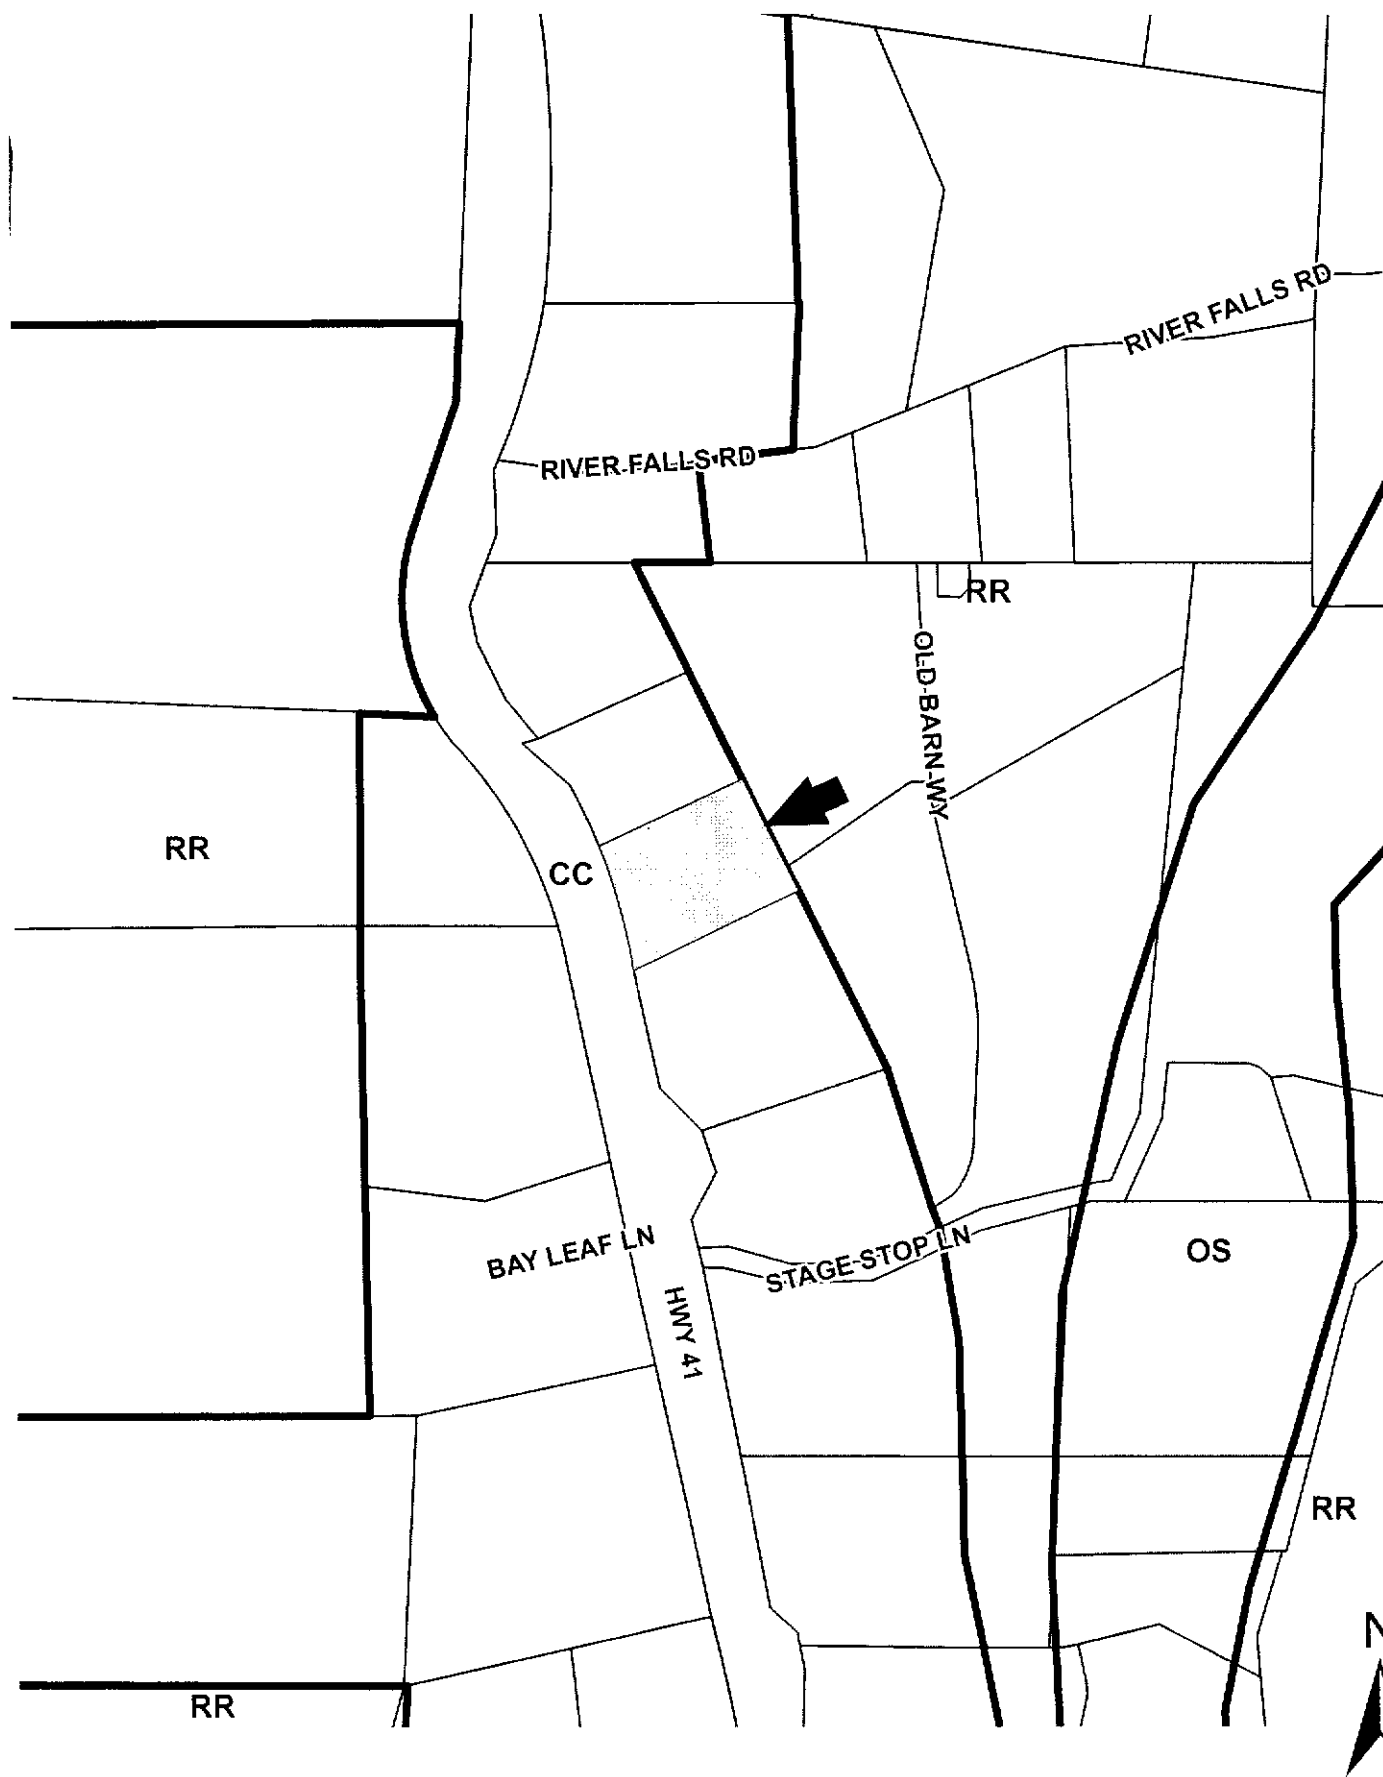 RIVER FALLS RD
RIVER FALLS RD
RR
OLD BARN WY
RR
CC
BAY LEAF LN
STAGE STOP LN
OS
HWY 41
RR
N
RR